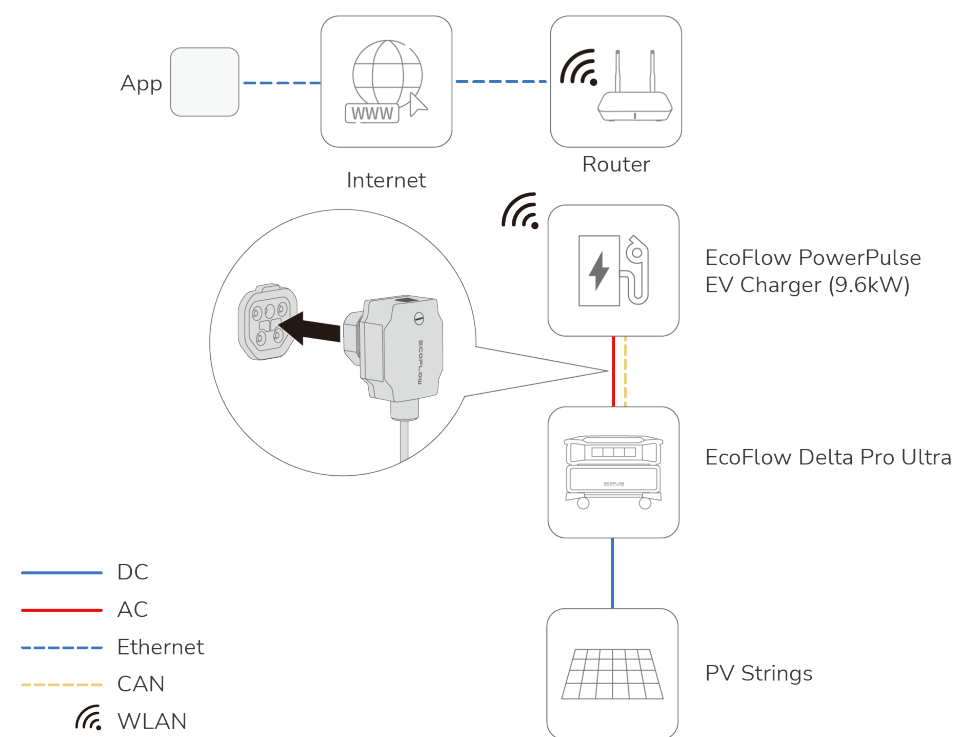 App
WWW
Internet
Router
EcoFlow PowerPulse
EV Charger (9.6kW)
ECOFLOW
EcoFlow Delta Pro Ultra
DC
AC
Ethernet
CAN
WLAN
PV Strings